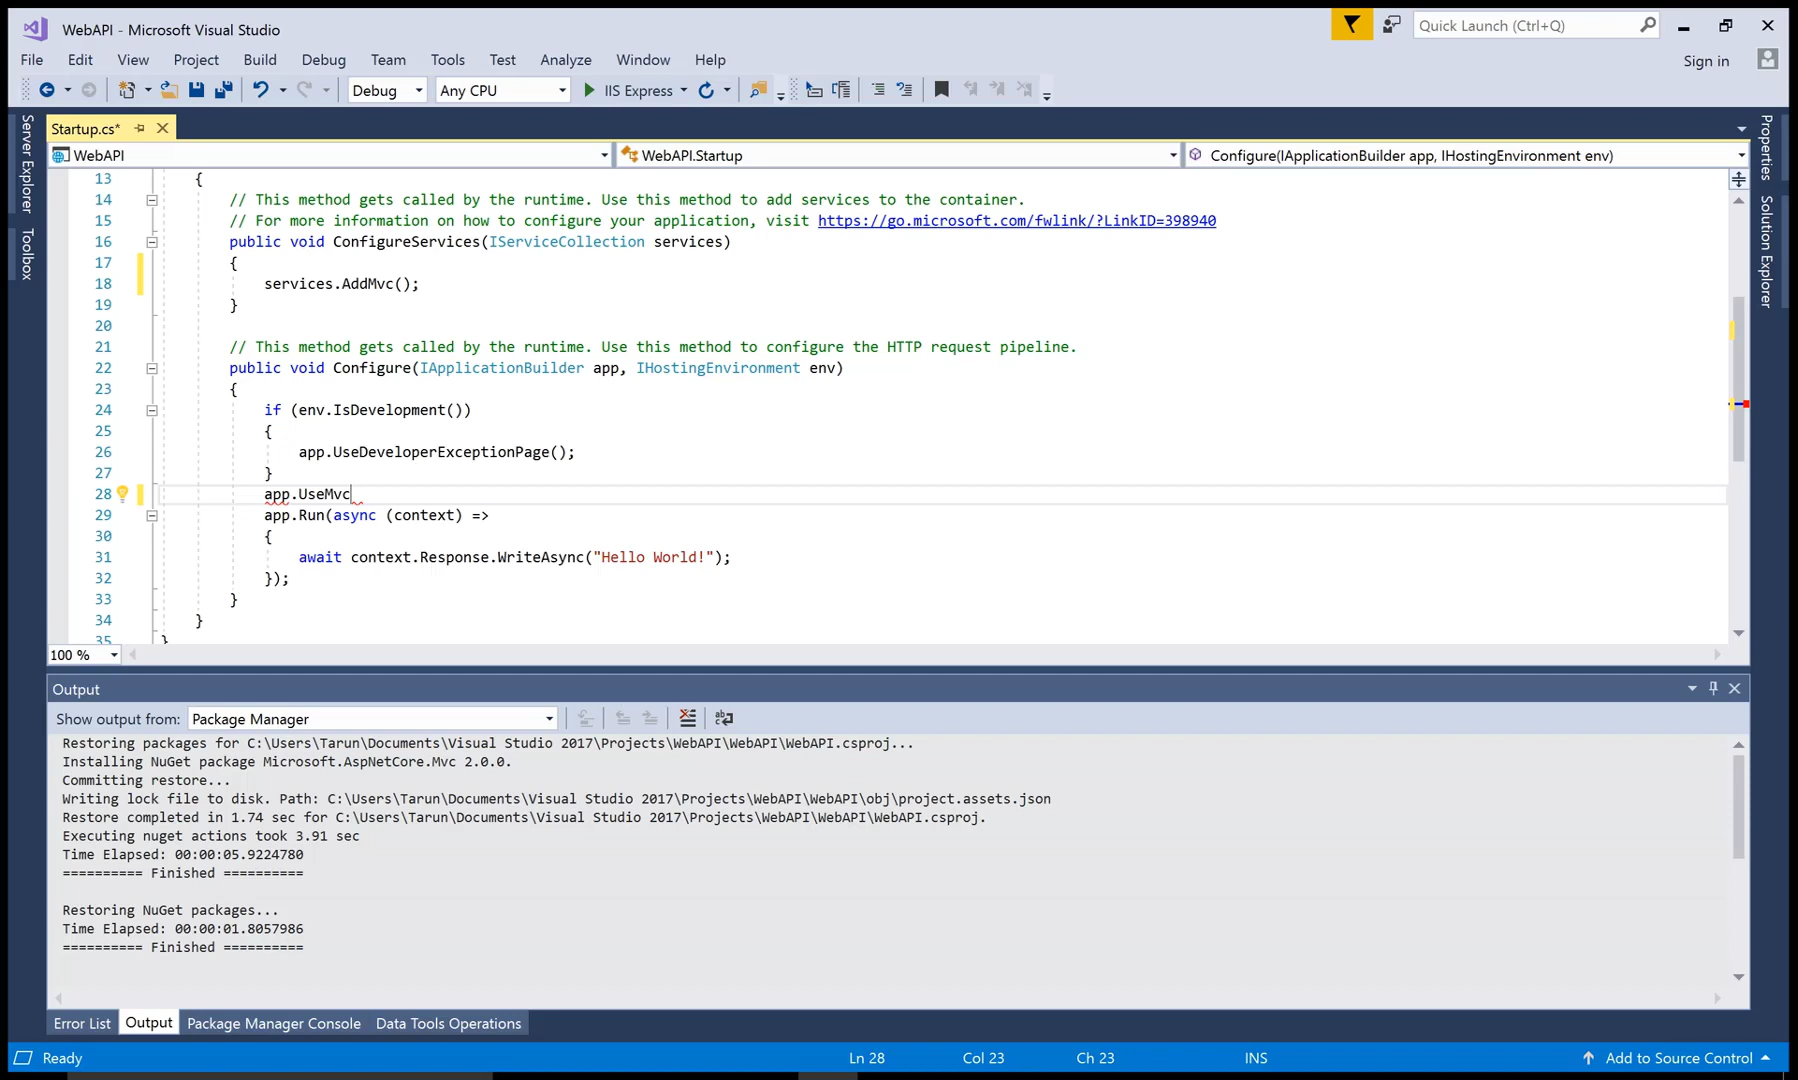 WebAPI - Microsoft Visual Studio
Quick Launch (Ctrl+Q)
File Edit View Project Build Debug Team Tools Test Analyze Window Help
Sign in
Debug Any CPU IIS Express
Server Explorer
Toolbox
Startup.cs*
WebAPI WebAPI.Startup Configure(IApplicationBuilder app, IHostingEnvironment env)
13 {
14 // This method gets called by the runtime. Use this method to add services to the container.
15 // For more information on how to configure your application, visit https://go.microsoft.com/fwlink/?LinkID=398940
16 public void ConfigureServices(IServiceCollection services)
17 {
18 services.AddMvc();
19 }
20
21 // This method gets called by the runtime. Use this method to configure the HTTP request pipeline.
22 public void Configure(IApplicationBuilder app, IHostingEnvironment env)
23 {
24 if (env.IsDevelopment())
25 {
26 app.UseDeveloperExceptionPage();
27 }
28 app.UseMvc
29 app.Run(async (context) =>
30 {
31 await context.Response.WriteAsync("Hello World!");
32 });
33 }
34 }
35 }
100 %
Properties
Solution Explorer
Output
Show output from: Package Manager
Restoring packages for C:\Users\Tarun\Documents\Visual Studio 2017\Projects\WebAPI\WebAPI\WebAPI.csproj...
Installing NuGet package Microsoft.AspNetCore.Mvc 2.0.0.
Committing restore...
Writing lock file to disk. Path: C:\Users\Tarun\Documents\Visual Studio 2017\Projects\WebAPI\WebAPI\obj\project.assets.json
Restore completed in 1.74 sec for C:\Users\Tarun\Documents\Visual Studio 2017\Projects\WebAPI\WebAPI\WebAPI.csproj.
Executing nuget actions took 3.91 sec
Time Elapsed: 00:00:05.9224780
========== Finished ==========
Restoring NuGet packages...
Time Elapsed: 00:00:01.8057986
========== Finished ==========
Error List Output Package Manager Console Data Tools Operations
Ready Ln 28 Col 23 Ch 23 INS Add to Source Control